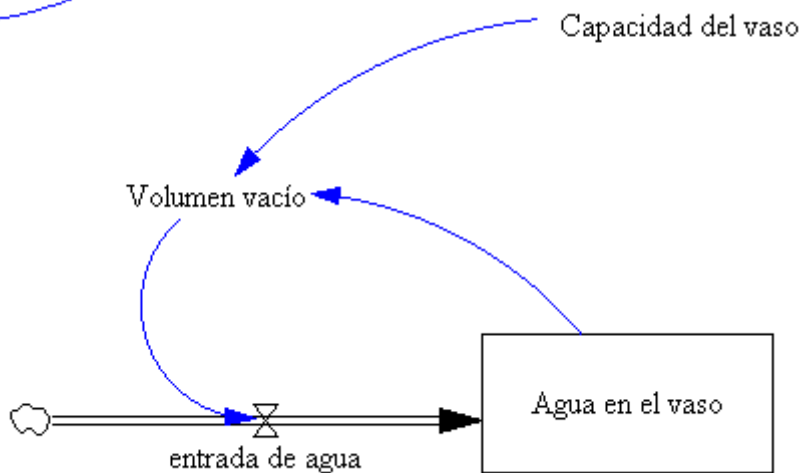 Capacidad del vaso
Volumen vacío
Agua en el vaso
entrada de agua